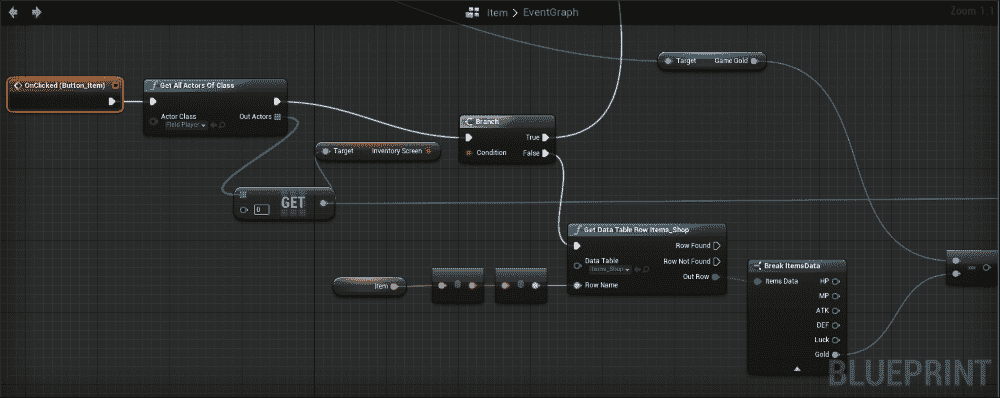 Item > EventGraph
Zoom 1:1
Target Game Gold
OnClicked (Button_Item)
Get All Actors Of Class
Actor Class
Field Player
Out Actors
Branch
True
Condition
False
Target Inventory Screen
0
GET
Get Data Table Row Items_Shop
Row Found
Row Not Found
Data Table
Items_Shop
Out Row
Row Name
Item
Break ItemsData
Items Data
HP
MP
ATK
DEF
Luck
Gold
BLUEPRINT